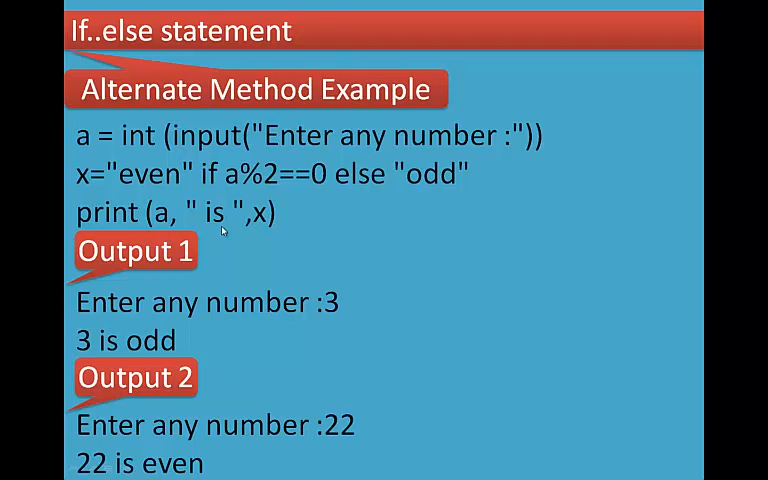 If..else statement
Alternate Method Example
a = int (input("Enter any number :"))
x="even" if a%2==0 else "odd"
print (a, " is ",x)
Output 1
Enter any number :3
3 is odd
Output 2
Enter any number :22
22 is even